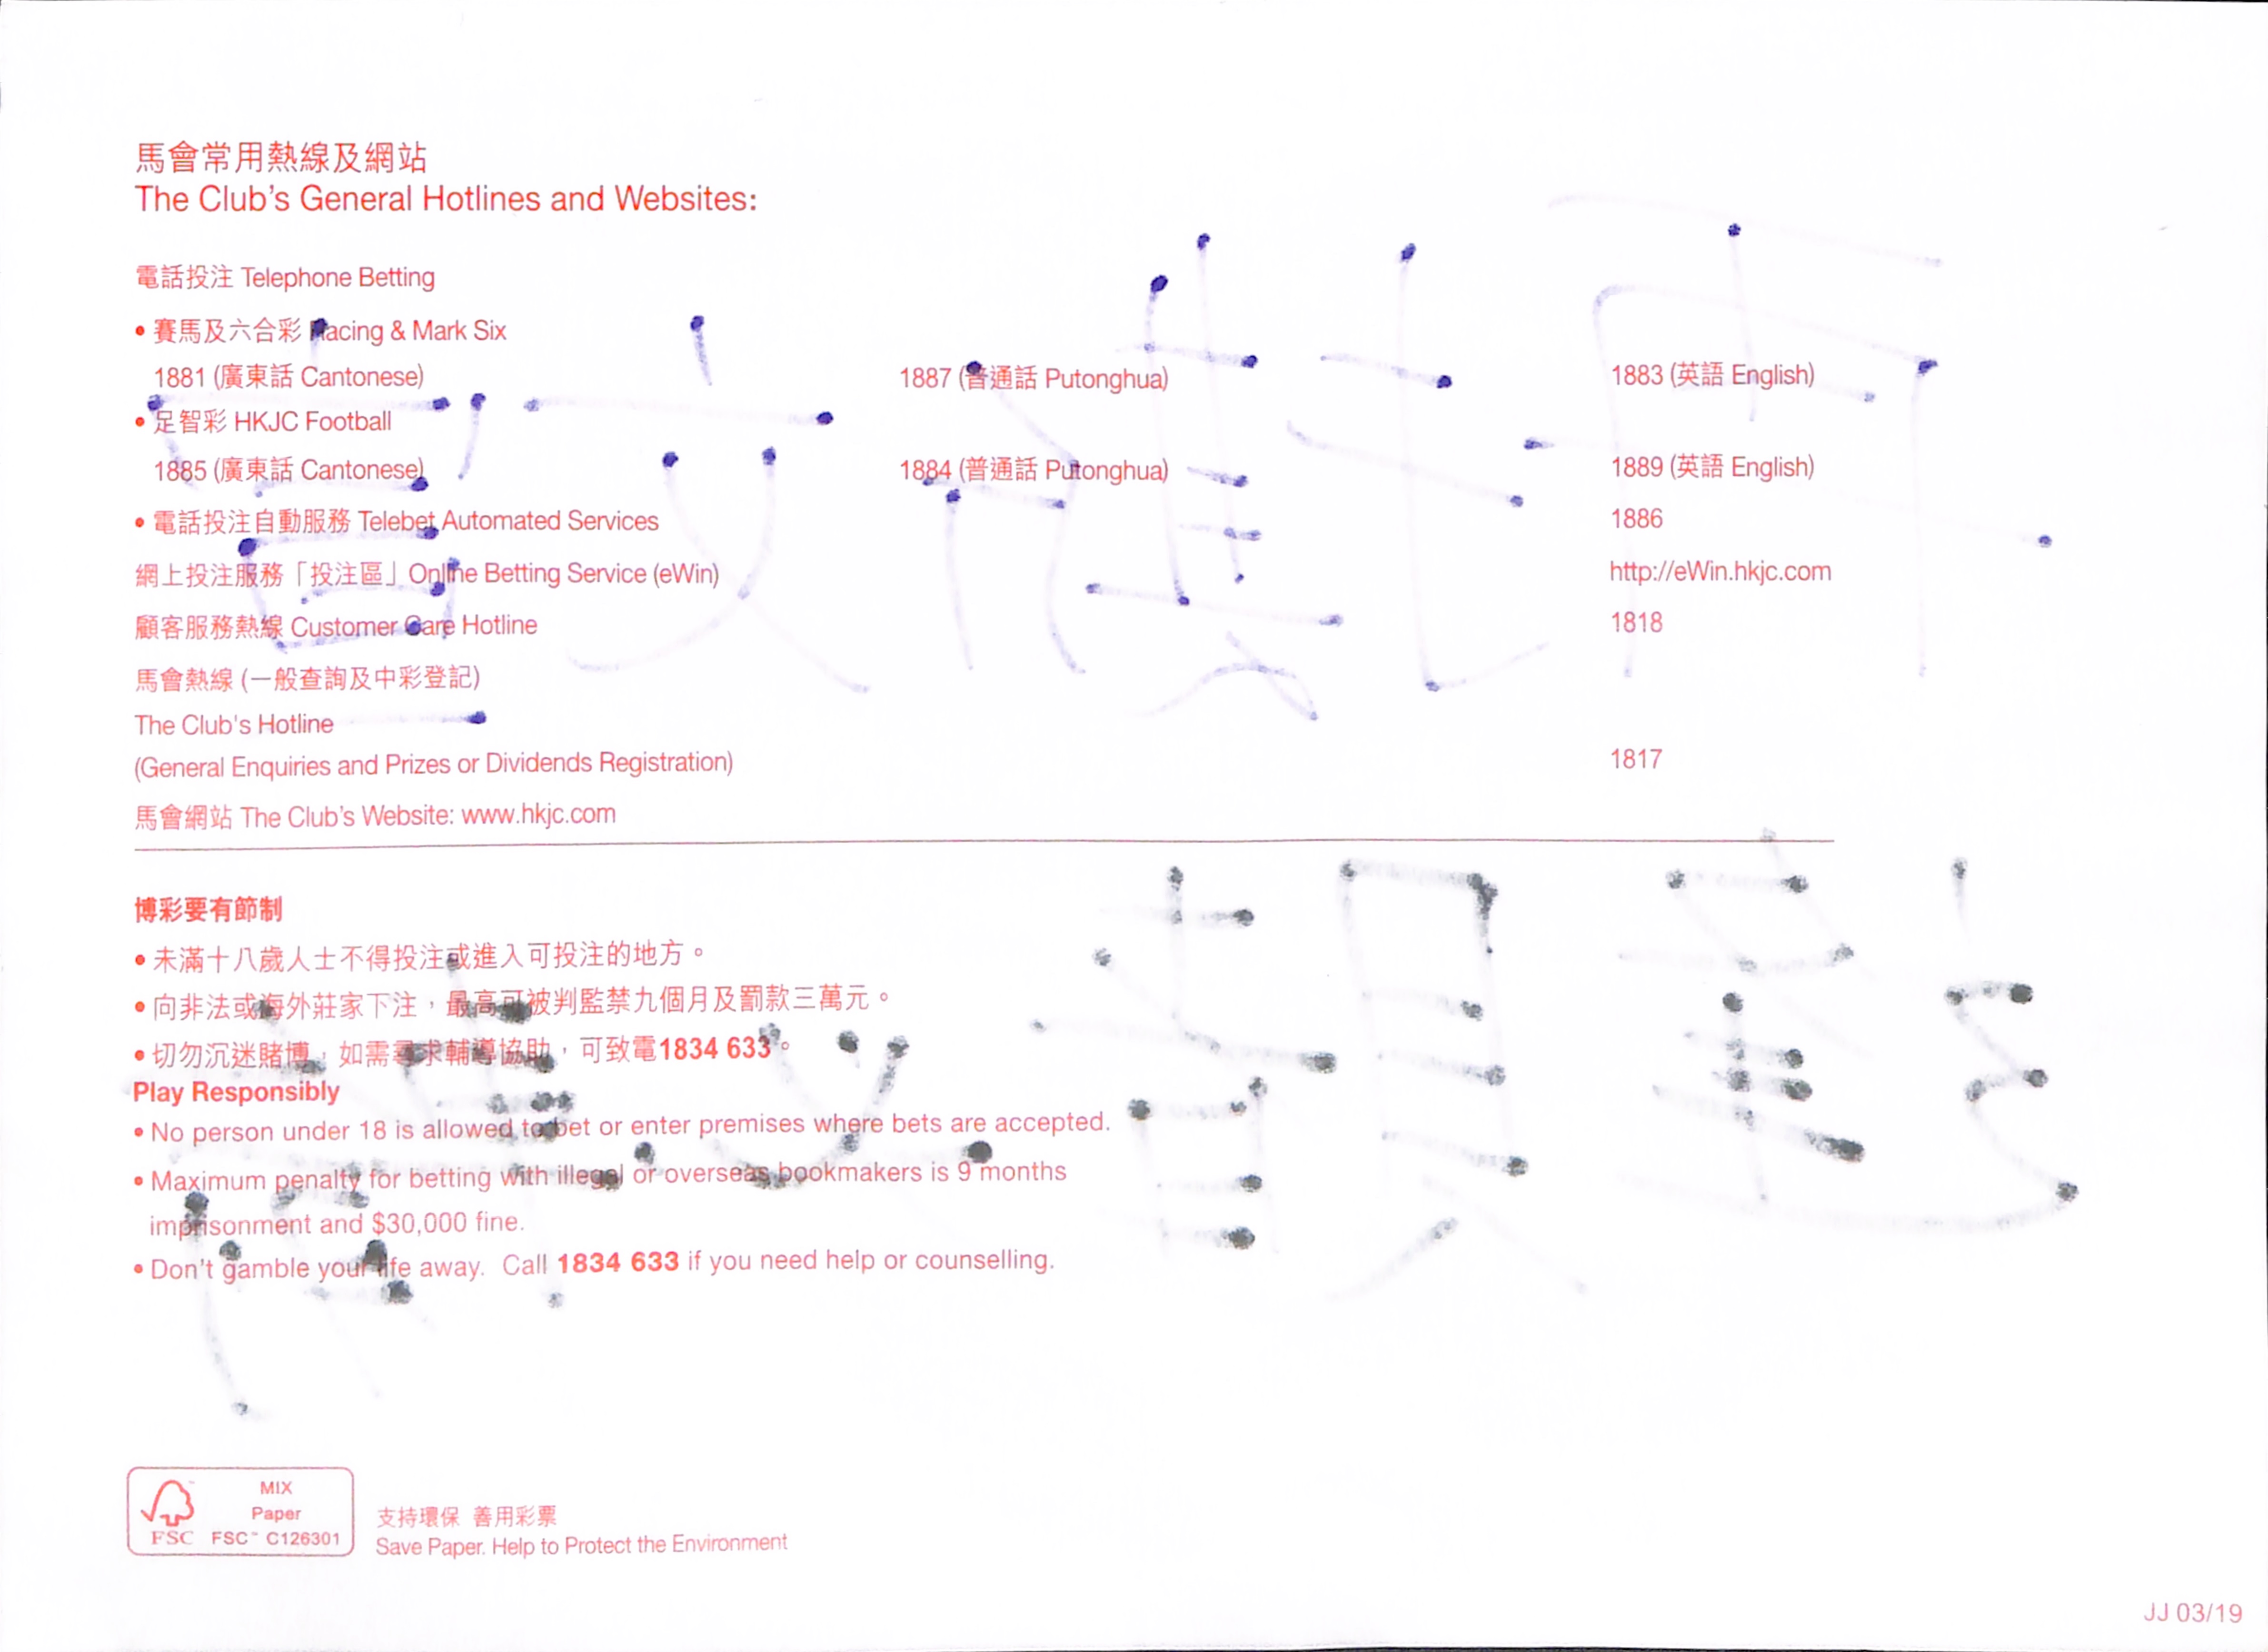 馬會常用熱線及網站
The Club's General Hotlines and Websites:
電話投注 Telephone Betting
• 賽馬及六合彩 Racing & Mark Six
1881 (廣東話 Cantonese) 1887 (普通話 Putonghua) 1883 (英語 English)
• 足智彩 HKJC Football
1885 (廣東話 Cantonese) 1884 (普通話 Putonghua) 1889 (英語 English)
• 電話投注自動服務 Telebet Automated Services 1886
網上投注服務「投注區」Online Betting Service (eWin) http://eWin.hkjc.com
顧客服務熱線 Customer Care Hotline 1818
馬會熱線 (一般查詢及中彩登記)
The Club's Hotline
(General Enquiries and Prizes or Dividends Registration) 1817
馬會網站 The Club's Website: www.hkjc.com
博彩要有節制
• 未滿十八歲人士不得投注或進入可投注的地方。
• 向非法或海外莊家下注，最高可被判監禁九個月及罰款三萬元。
• 切勿沉迷賭博，如需尋求輔導協助，可致電1834 633。
Play Responsibly
• No person under 18 is allowed to bet or enter premises where bets are accepted.
• Maximum penalty for betting with illegal or overseas bookmakers is 9 months
imprisonment and $30,000 fine.
• Don't gamble your life away. Call 1834 633 if you need help or counselling.
FSC
MIX
Paper
FSC™ C126301
支持環保 善用彩票
Save Paper. Help to Protect the Environment
JJ 03/19